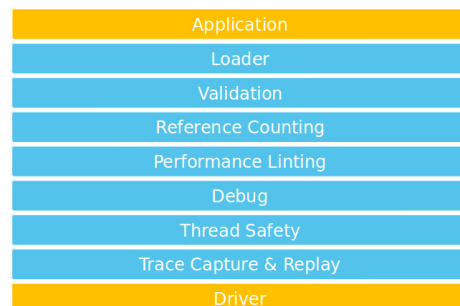 Application
Loader
Validation
Reference Counting
Performance Linting
Debug
Thread Safety
Trace Capture & Replay
Driver